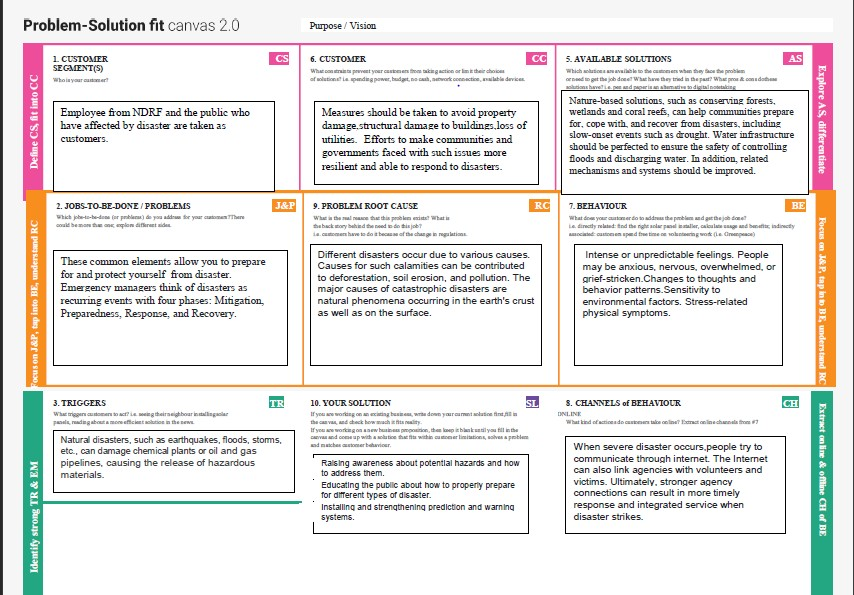 Problem-Solution fit canvas 2.0
Purpose / Vision
Define CS, fit into CC
1. CUSTOMER
SEGMENT(S)
CS
Who is your customer?
Employee from NDRF and the public who
have affected by disaster are taken as
customers.
6. CUSTOMER
CC
What constraints prevent your customers from taking action or limit their choices
of solutions? i.e. spending power, budget, no cash, network connection, available devices.
Measures should be taken to avoid property
damage,structural damage to buildings,loss of
utilities. Efforts to make communities and
governments faced with such issues more
resilient and able to respond to disasters.
5. AVAILABLE SOLUTIONS
AS
Which solutions are available to the customers when they face the problem
or need to get the job done? What have they tried in the past? What pros & cons do these
solutions have? i.e. pen and paper is an alternative to digital notetaking
Nature-based solutions, such as conserving forests,
wetlands and coral reefs, can help communities prepare
for, cope with, and recover from disasters, including
slow-onset events such as drought. Water infrastructure
should be perfected to ensure the safety of controlling
floods and discharging water. In addition, related
mechanisms and systems should be improved.
Explore AS, differentiate
Focus on J&P, tap into BE, understand RC
2. JOBS-TO-BE-DONE / PROBLEMS
J&P
Which jobs-to-be-done (or problems) do you address for your customers?There
could be more than one; explore different sides.
These common elements allow you to prepare
for and protect yourself from disaster.
Emergency managers think of disasters as
recurring events with four phases: Mitigation,
Preparedness, Response, and Recovery.
9. PROBLEM ROOT CAUSE
RC
What is the real reason that this problem exists? What is
the back story behind the need to do this job?
i.e. customers have to do it because of the change in regulations.
Different disasters occur due to various causes.
Causes for such calamities can be contributed
to deforestation, soil erosion, and pollution. The
major causes of catastrophic disasters are
natural phenomena occurring in the earth's crust
as well as on the surface.
7. BEHAVIOUR
BE
What does your customer do to address the problem and get the job done?
i.e. directly related: find the right solar panel installer, calculate usage and benefits; indirectly
associated: customers spend free time on volunteering work (i.e. Greenpeace)
Intense or unpredictable feelings. People
may be anxious, nervous, overwhelmed, or
grief-stricken.Changes to thoughts and
behavior patterns.Sensitivity to
environmental factors. Stress-related
physical symptoms.
Focus on J&P, tap into BE, understand RC
Identify strong TR & EM
3. TRIGGERS
TR
What triggers customers to act? i.e. seeing their neighbour installing solar
panels, reading about a more efficient solution in the news.
Natural disasters, such as earthquakes, floods, storms,
etc., can damage chemical plants or oil and gas
pipelines, causing the release of hazardous
materials.
10. YOUR SOLUTION
SL
If you are working on an existing business, write down your current solution first,fill in
the canvas, and check how much it fits reality.
If you are working on a new business proposition, then keep it blank until you fill in the
canvas and come up with a solution that fits within customer limitations, solves a problem
and matches customer behaviour.
Raising awareness about potential hazards and how
to address them.
Educating the public about how to properly prepare
for different types of disaster.
Installing and strengthening prediction and warning
systems.
8. CHANNELS of BEHAVIOUR
CH
ONLINE
What kind of actions do customers take online? Extract online channels from #7
When severe disaster occurs,people try to
communicate through internet. The Internet
can also link agencies with volunteers and
victims. Ultimately, stronger agency
connections can result in more timely
response and integrated service when
disaster strikes.
Extract online & offline CH of BE